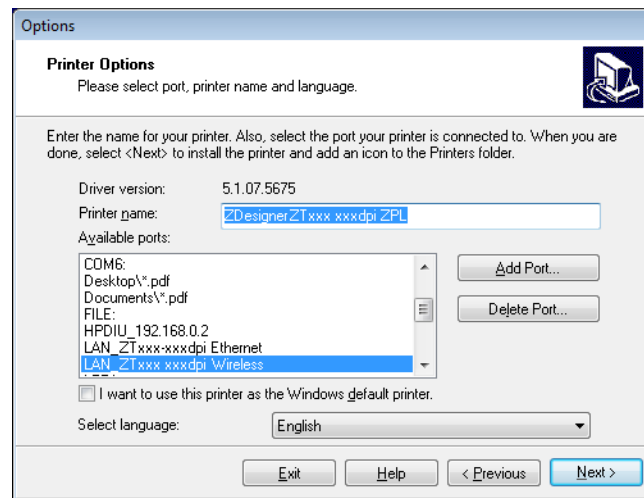 Options
Printer Options
Please select port, printer name and language.
Enter the name for your printer. Also, select the port your printer is connected to. When you are
done, select <Next> to install the printer and add an icon to the Printers folder.
Driver version: 5.1.07.5675
Printer name: ZDesignerZTxxx xxxdpi ZPL
Available ports:
COM6:
Desktop\*.pdf
Documents\*.pdf
FILE:
HPDIU_192.168.0.2
LAN_ZTxxx-xxxdpi Ethernet
LAN_ZTxxx xxxdpi Wireless
Add Port...
Delete Port...
I want to use this printer as the Windows default printer.
Select language: English
Exit Help < Previous Next >